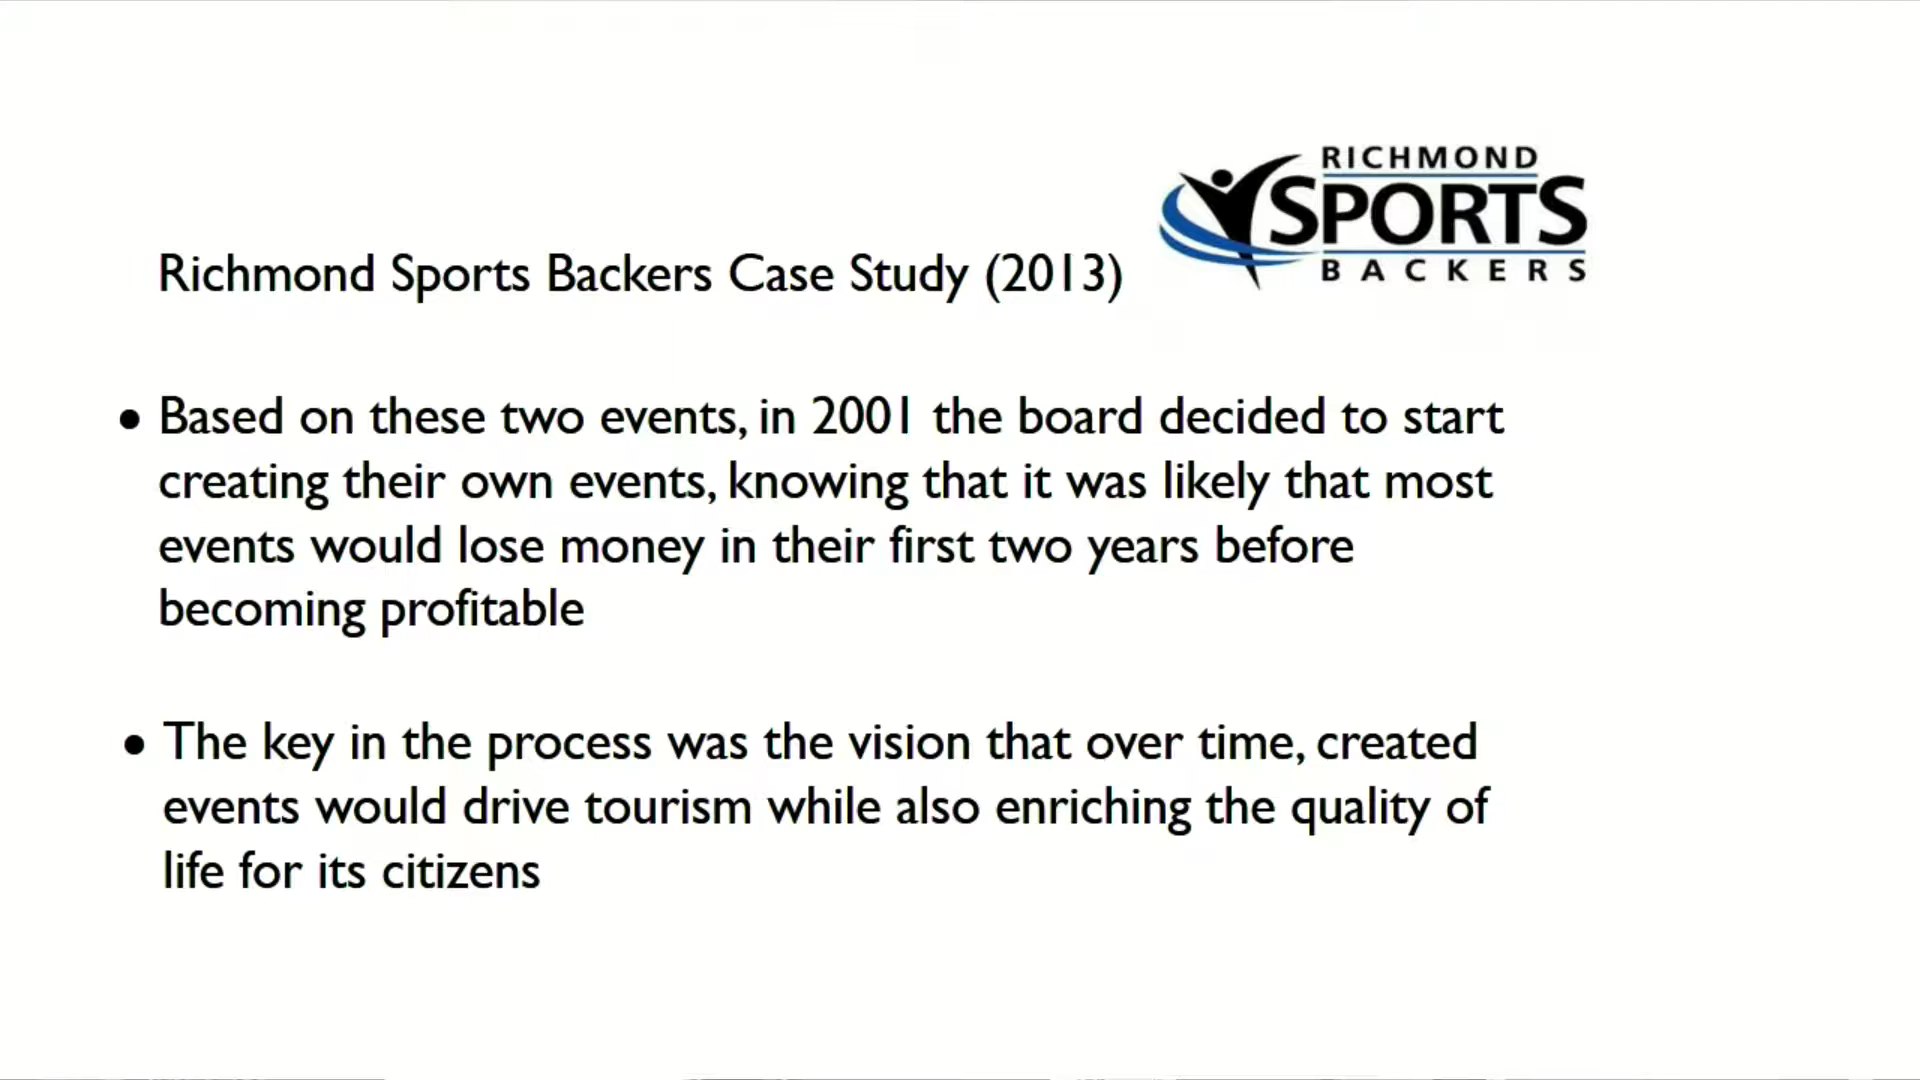 RICHMOND
SPORTS
BACKERS
Richmond Sports Backers Case Study (2013)
• Based on these two events, in 2001 the board decided to start
creating their own events, knowing that it was likely that most
events would lose money in their first two years before
becoming profitable
• The key in the process was the vision that over time, created
events would drive tourism while also enriching the quality of
life for its citizens